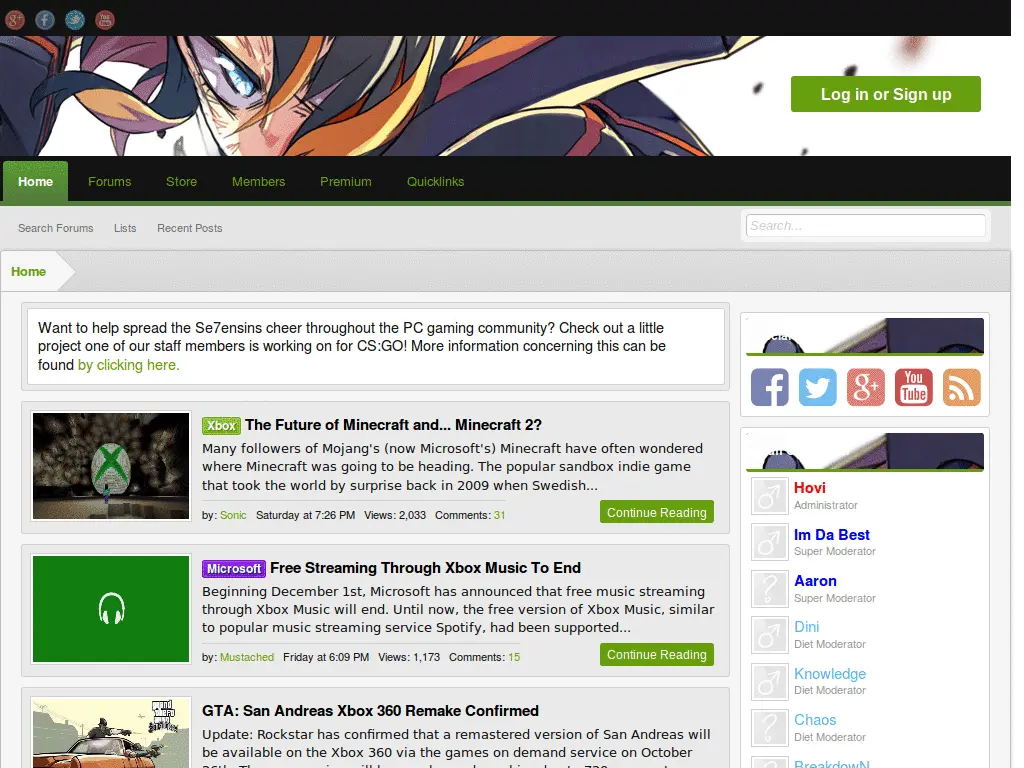 Log in or Sign up
Home Forums Store Members Premium Quicklinks
Search Forums Lists Recent Posts
Search...
Home
Want to help spread the Se7ensins cheer throughout the PC gaming community? Check out a little
project one of our staff members is working on for CS:GO! More information concerning this can be
found by clicking here.
Xbox The Future of Minecraft and... Minecraft 2?
Many followers of Mojang's (now Microsoft's) Minecraft have often wondered
where Minecraft was going to be heading. The popular sandbox indie game
that took the world by surprise back in 2009 when Swedish...
by: Sonic Saturday at 7:26 PM Views: 2,033 Comments: 31
Continue Reading
Microsoft Free Streaming Through Xbox Music To End
Beginning December 1st, Microsoft has announced that free music streaming
through Xbox Music will end. Until now, the free version of Xbox Music, similar
to popular music streaming service Spotify, had been supported...
by: Mustached Friday at 6:09 PM Views: 1,173 Comments: 15
Continue Reading
GTA: San Andreas Xbox 360 Remake Confirmed
Update: Rockstar has confirmed that a remastered version of San Andreas will
be available on the Xbox 360 via the games on demand service on October
You
Tube
Hovi
Administrator
Im Da Best
Super Moderator
Aaron
Super Moderator
Dini
Diet Moderator
Knowledge
Diet Moderator
Chaos
Diet Moderator
BreakdowN